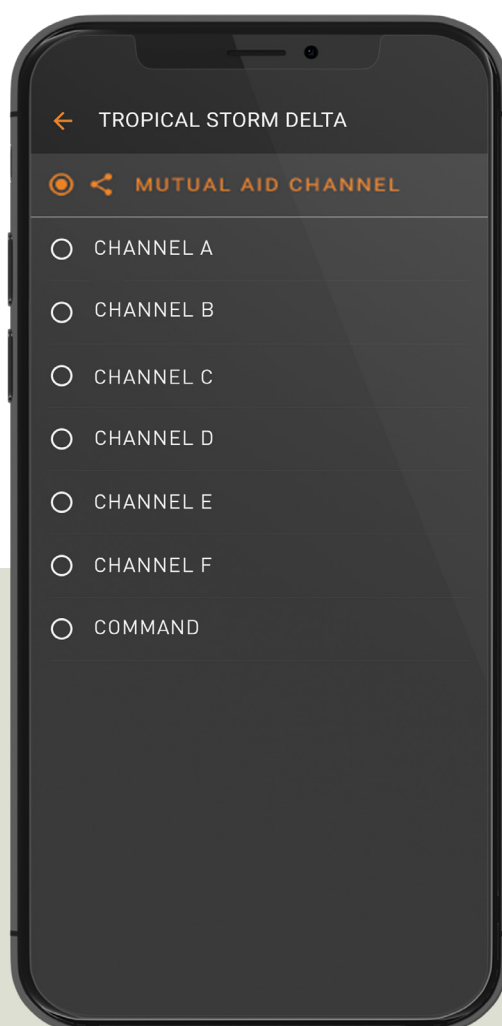 TROPICAL STORM DELTA
MUTUAL AID CHANNEL
CHANNEL A
CHANNEL B
CHANNEL C
CHANNEL D
CHANNEL E
CHANNEL F
COMMAND